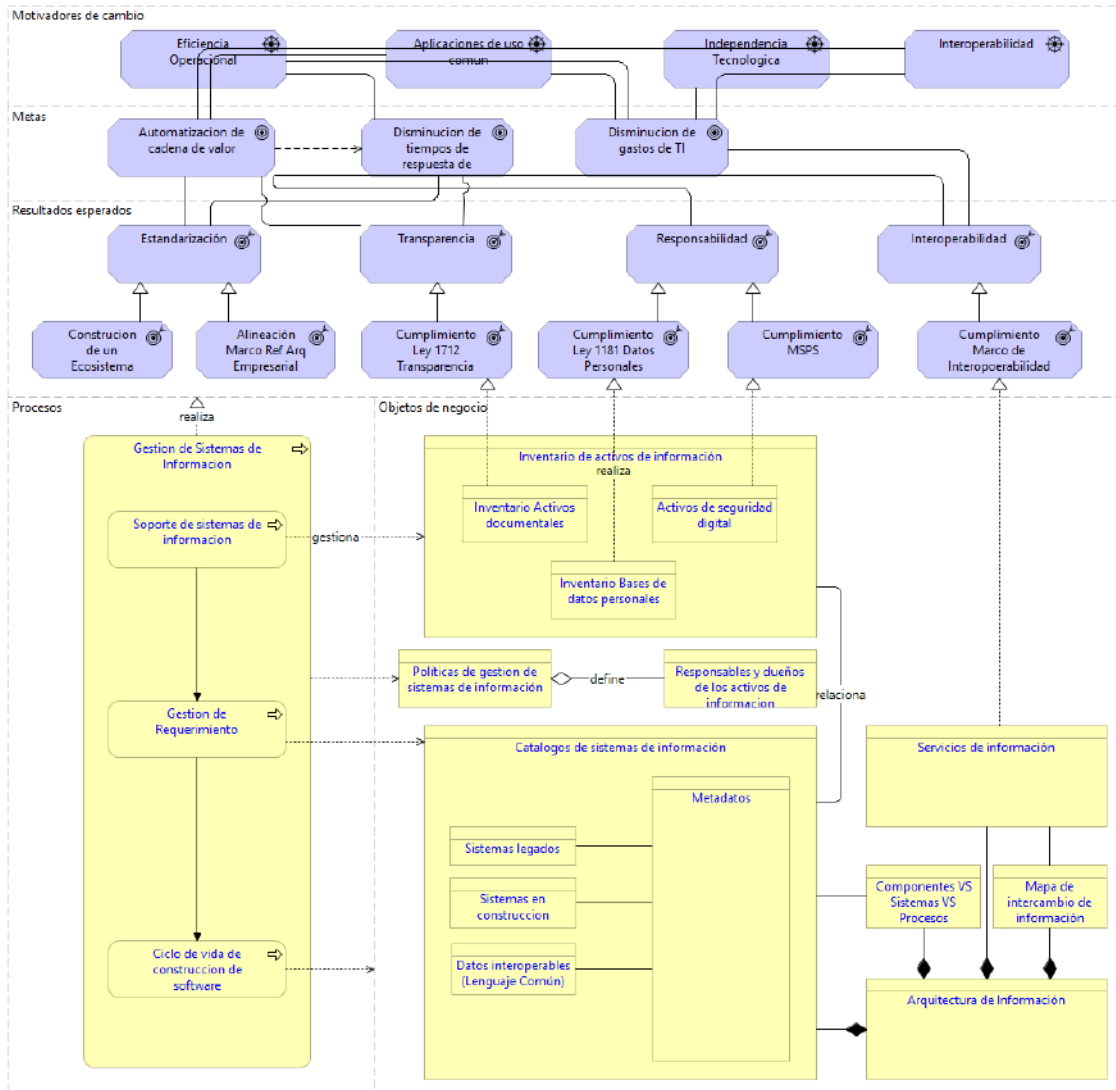 Motivadores de cambio
Eficiencia
Operacional
Aplicaciones de uso
comun
Independencia
Tecnologica
Interoperabilidad
Metas
Automatizacion de
cadena de valor
Disminucion de
tiempos de
respuesta de
Disminucion de
gastos de TI
Resultados esperados
Estandarización
Transparencia
Responsabilidad
Interoperabilidad
Construcion
de un
Ecosistema
Alineación
Marco Ref Arq
Empresarial
Cumplimiento
Ley 1712
Transparencia
Cumplimiento
Ley 1181 Datos
Personales
Cumplimiento
MSPS
Cumplimiento
Marco de
Interopoerabilidad
Procesos
realiza
Objetos de negocio
Gestion de Sistemas de
Informacion
Soporte de sistemas de
informacion
gestiona
Gestion de
Requerimiento
Ciclo de vida de
construccion de
software
Inventario de activos de información
realiza
Inventario Activos
documentales
Activos de seguridad
digital
Inventario Bases de
datos personales
Políticas de gestion de
sistemas de información
define
Responsables y dueños
de los activos de
informacion
relaciona
Catalogos de sistemas de información
Metadatos
Sistemas legados
Sistemas en
construccion
Datos interoperables
(Lenguaje Común)
Servicios de información
Componentes VS
Sistemas VS
Procesos
Mapa de
intercambio de
información
Arquitectura de Información